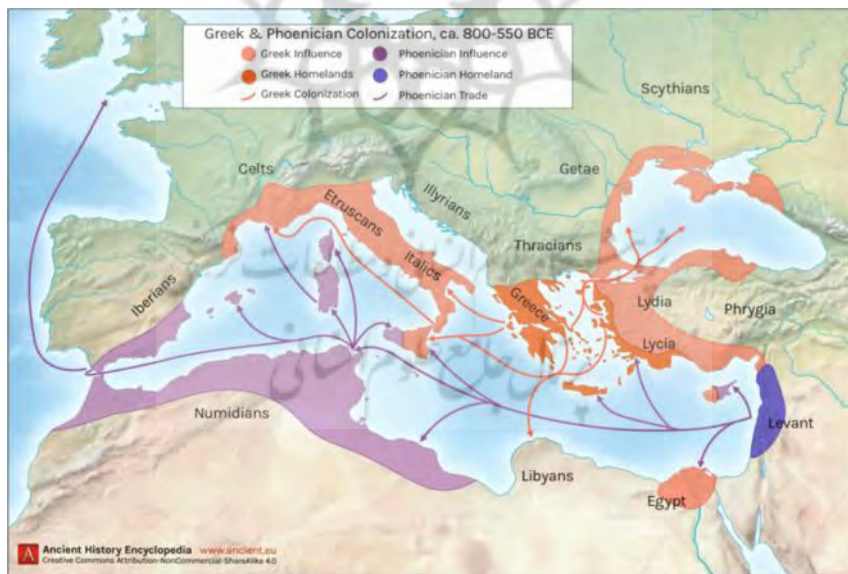 Greek & Phoenician Colonization, ca. 800-550 BCE
Greek Influence
Phoenician Influence
Greek Homelands
Phoenician Homeland
Greek Colonization
Phoenician Trade
Scythians
Celts
Getae
Etruscans
Illyrians
Thracians
Italics
Iberians
Greece
Lydia
Phrygia
Lycia
Numidians
Levant
Libyans
Egypt
Ancient History Encyclopedia www.ancient.eu
Creative Commons Attribution-NonCommercial-ShareAlike 4.0